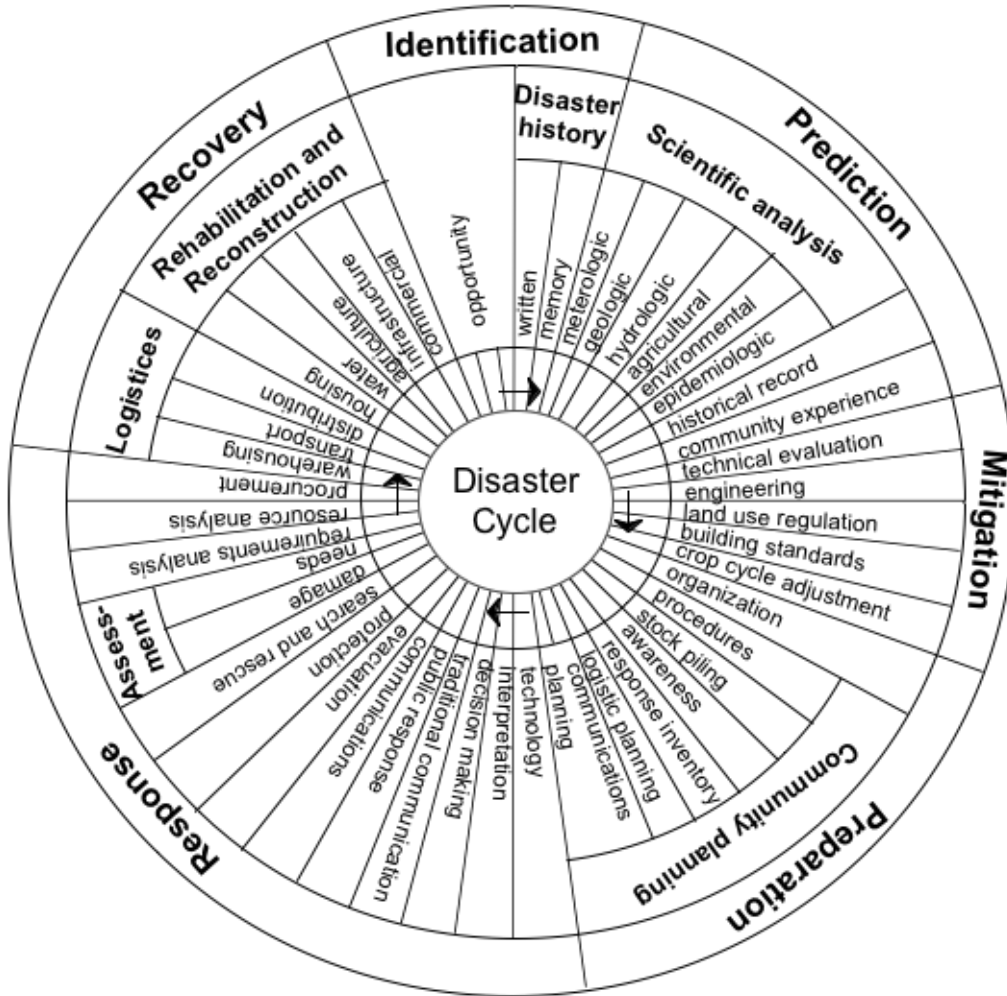 Disaster
Cycle
Identification
Disaster
history
opportunity
written
memory
Prediction
Scientific analysis
meterologic
geologic
hydrologic
agricultural
environmental
epidemiologic
historical record
community experience
Mitigation
technical evaluation
engineering
land use regulation
building standards
crop cycle adjustment
organization
Preparation
Community planning
procedures
stock piling
awareness
response inventory
logistic planning
communications
planning
Response
technology
interpretation
decision making
traditional communication
public response
communications
evacuation
protection
search and rescue
Assess-
ment
damage
needs
requirements analysis
resource analysis
procurement
Recovery
Logistices
warehousing
transport
distribution
Rehabilitation and
Reconstruction
housing
water
agriculture
infrastructure
commercial